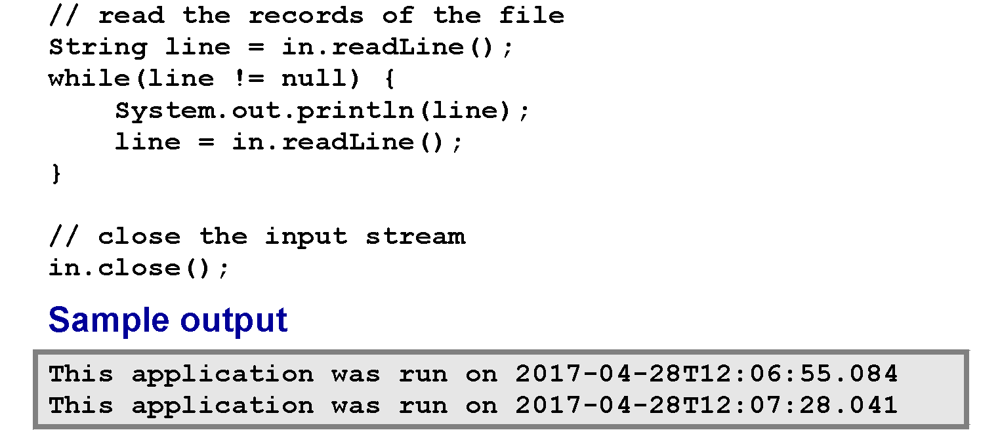 // read the records of the file
String line = in.readLine();
while(line != null) {
    System.out.println(line);
    line = in.readLine();
}

// close the input stream
in.close();
Sample output
This application was run on 2017-04-28T12:06:55.084
This application was run on 2017-04-28T12:07:28.041